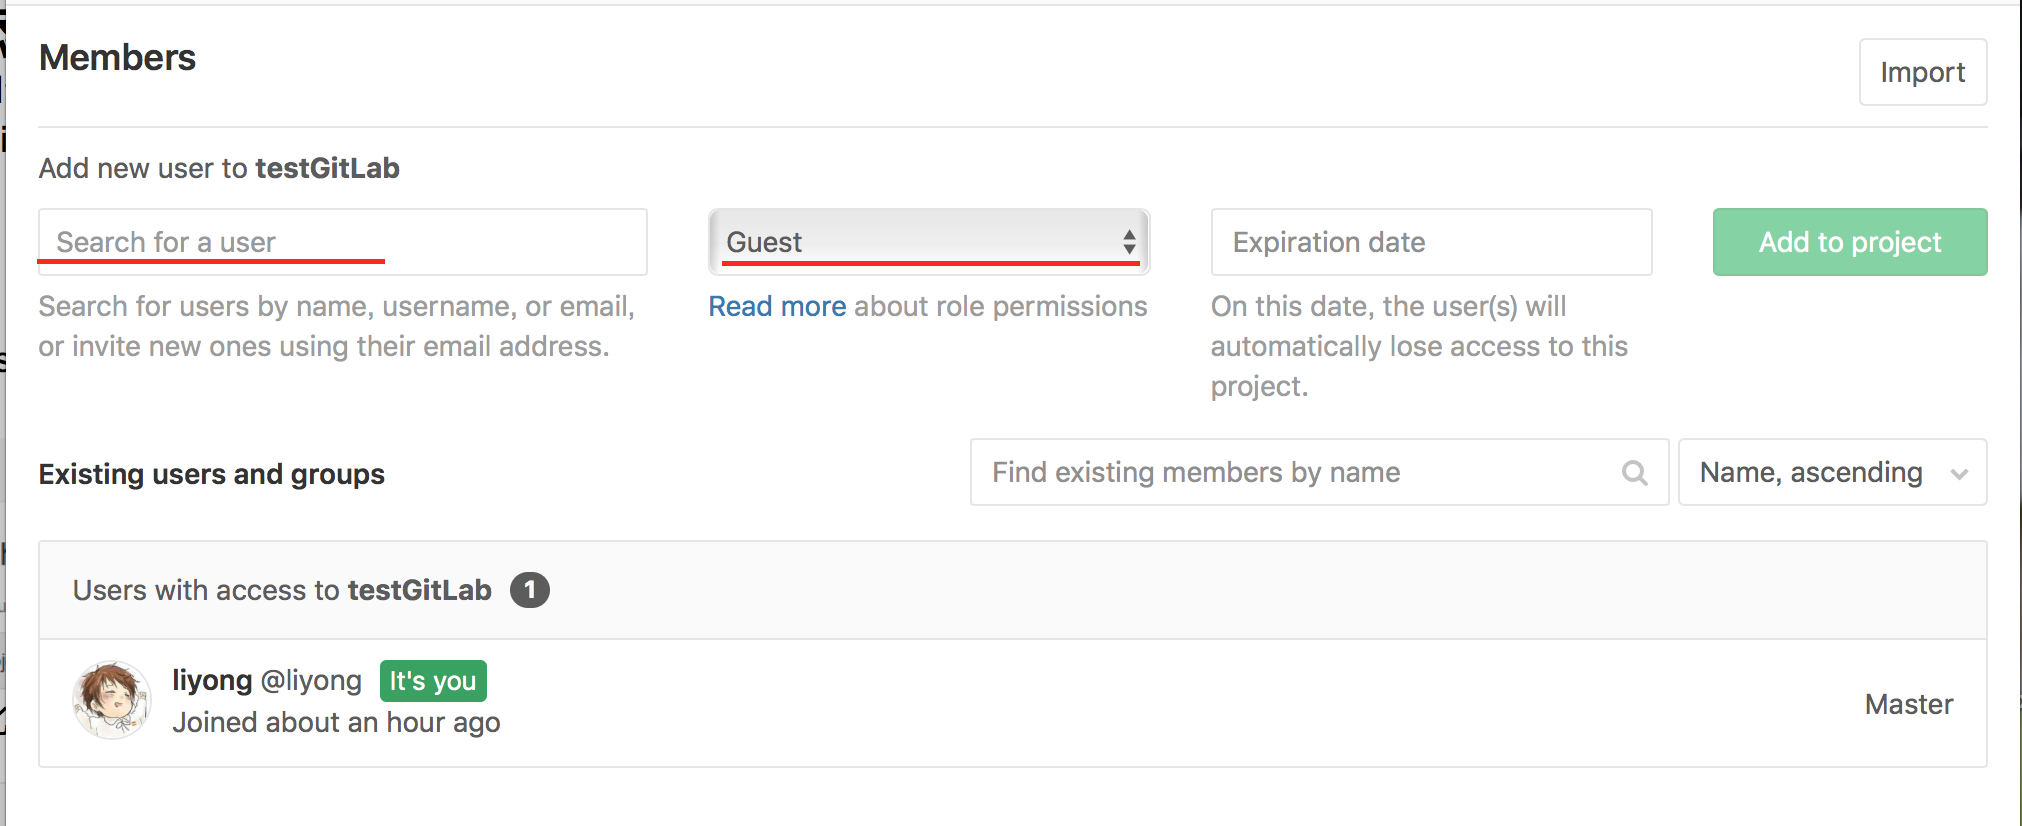 Members
Import
Add new user to testGitLab
Search for a user
Guest
Expiration date
Add to project
Search for users by name, username, or email,
or invite new ones using their email address.
Read more about role permissions
On this date, the user(s) will
automatically lose access to this
project.
Existing users and groups
Find existing members by name
Name, ascending
Users with access to testGitLab 1
liyong @liyong It's you
Joined about an hour ago
Master